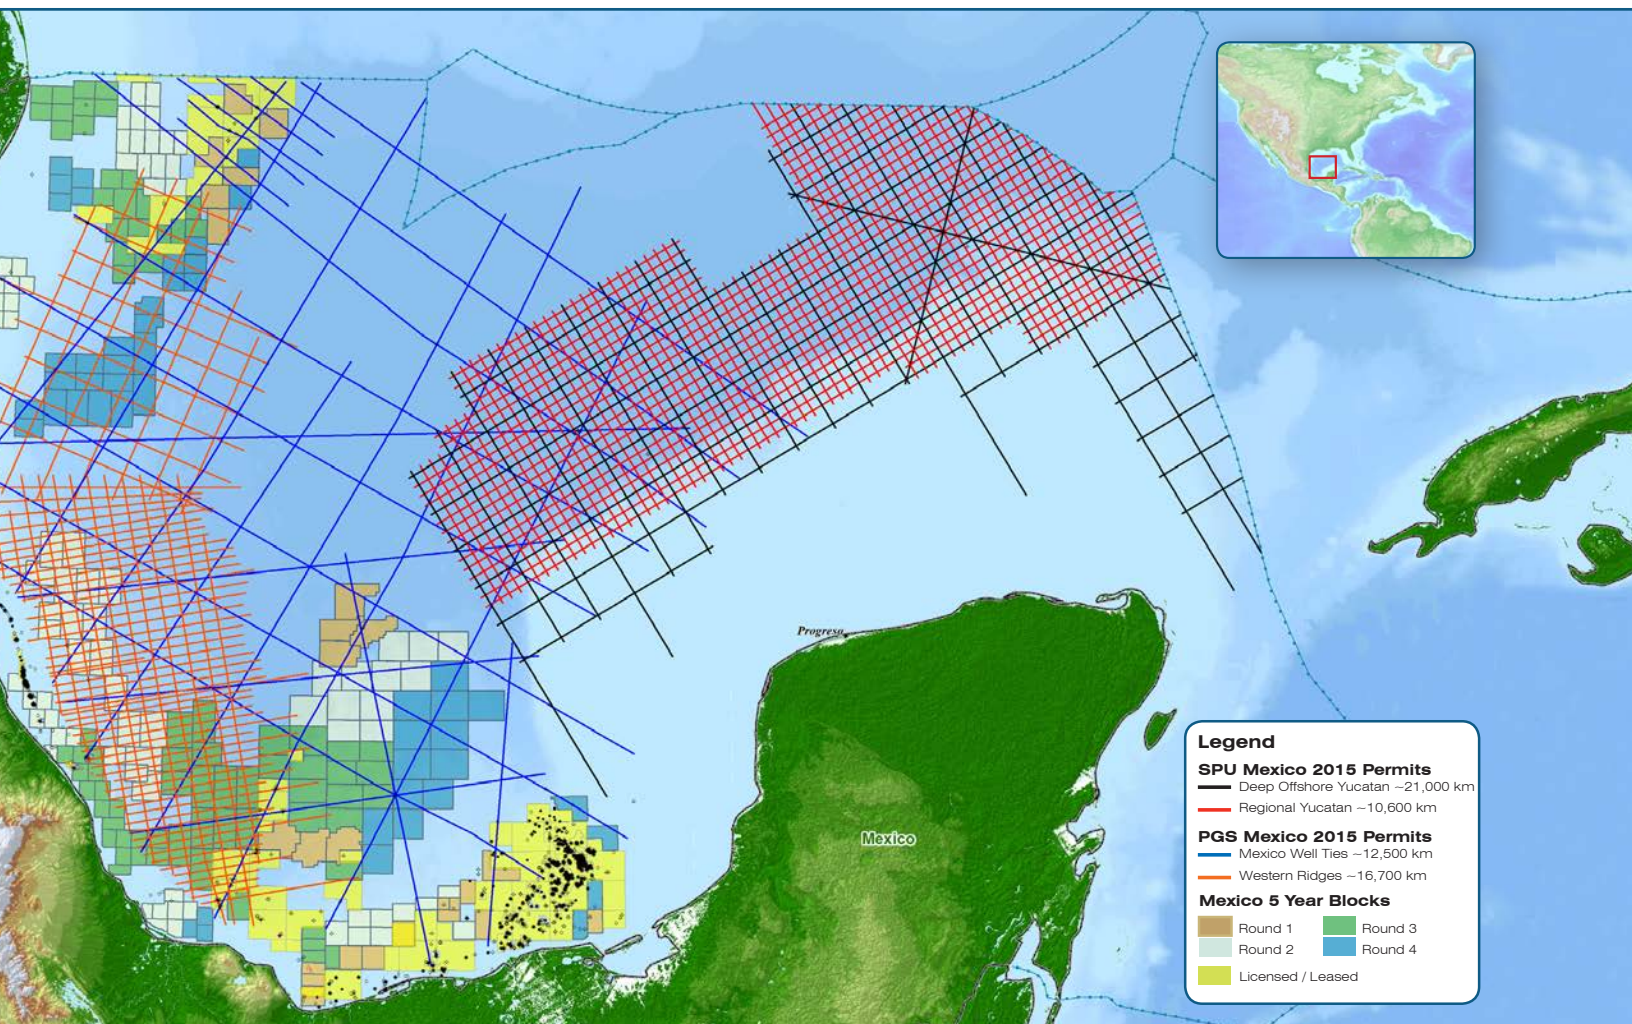 Progreso
Mexico
Legend
SPU Mexico 2015 Permits
Deep Offshore Yucatan ~21,000 km
Regional Yucatan ~10,600 km
PGS Mexico 2015 Permits
Mexico Well Ties ~12,500 km
Western Ridges ~16,700 km
Mexico 5 Year Blocks
Round 1
Round 3
Round 2
Round 4
Licensed / Leased